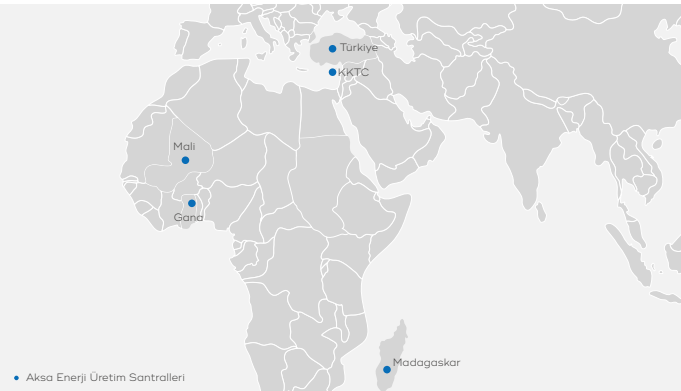 Türkiye
KKTC
Mali
Gana
Madagaskar
Aksa Enerji Üretim Santralleri